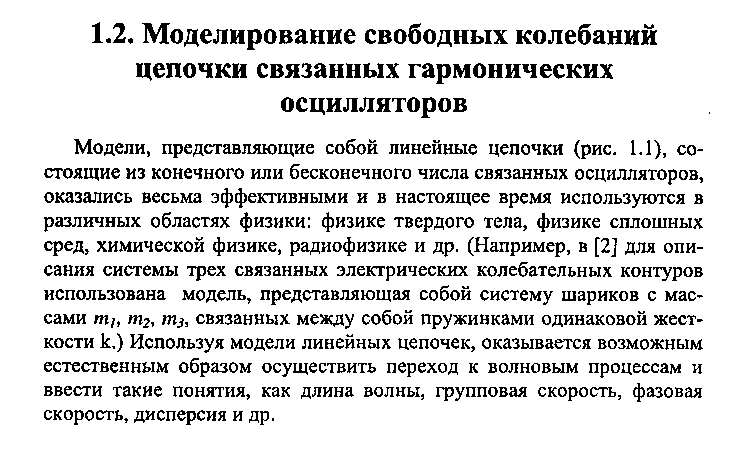 1.2. Моделирование свободных колебаний
цепочки связанных гармонических
осцилляторов
Модели, представляющие собой линейные цепочки (рис. 1.1), со-
стоящие из конечного или бесконечного числа связанных осцилляторов,
оказались весьма эффективными и в настоящее время используются в
различных областях физики: физике твердого тела, физике сплошных
сред, химической физике, радиофизике и др. (Например, в [2] для опи-
сания системы трех связанных электрических колебательных контуров
использована модель, представляющая собой систему шариков с мас-
сами m1, m2, m3, связанных между собой пружинками одинаковой жест-
кости k.) Используя модели линейных цепочек, оказывается возможным
естественным образом осуществить переход к волновым процессам и
ввести такие понятия, как длина волны, групповая скорость, фазовая
скорость, дисперсия и др.